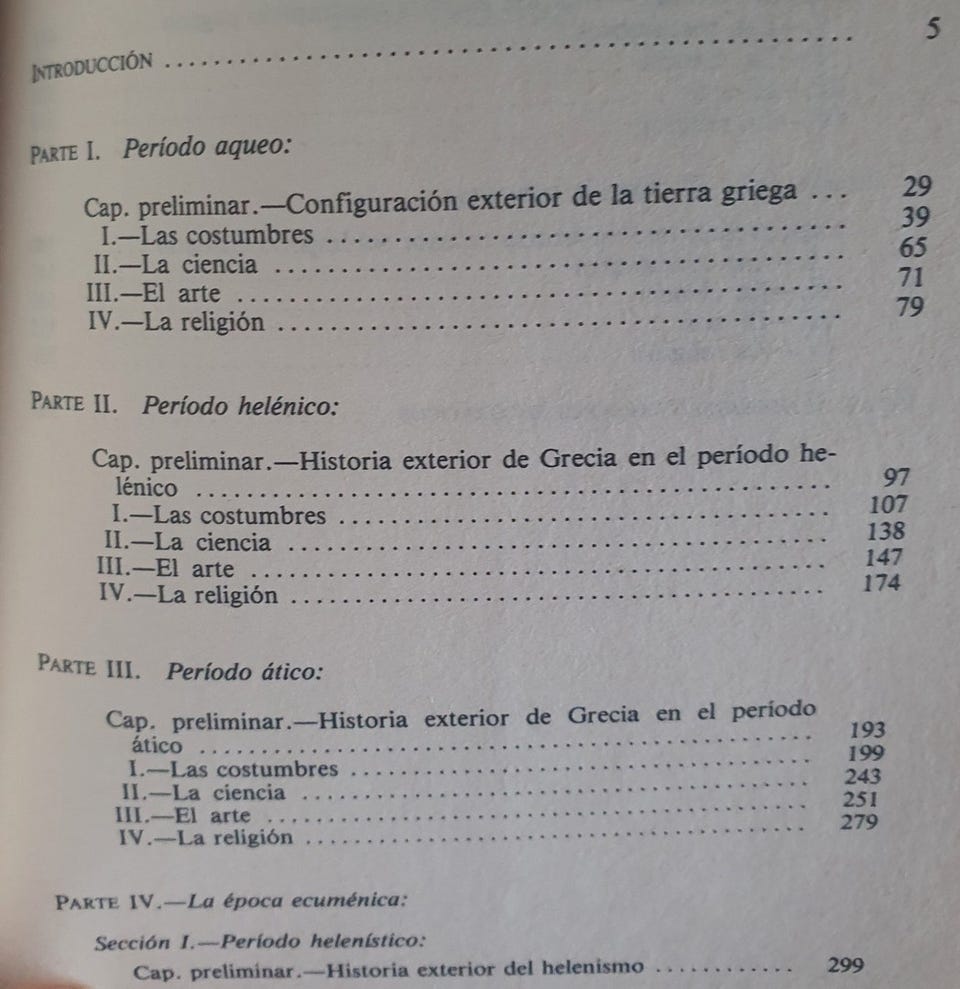 INTRODUCCIÓN ........................................ 5
PARTE I. Período aqueo:
Cap. preliminar.—Configuración exterior de la tierra griega ... 29
I.—Las costumbres ................................ 39
II.—La ciencia ................................ 65
III.—El arte ................................ 71
IV.—La religión ................................ 79
PARTE II. Período helénico:
Cap. preliminar.—Historia exterior de Grecia en el período he-
lénico ........................................ 97
I.—Las costumbres ................................ 107
II.—La ciencia ................................ 138
III.—El arte ................................ 147
IV.—La religión ................................ 174
PARTE III. Período ático:
Cap. preliminar.—Historia exterior de Grecia en el período
ático ........................................ 193
I.—Las costumbres ................................ 199
II.—La ciencia ................................ 243
III.—El arte ................................ 251
IV.—La religión ................................ 279
PARTE IV.—La época ecuménica:
Sección I.—Período helenístico:
Cap. preliminar.—Historia exterior del helenismo ............ 299